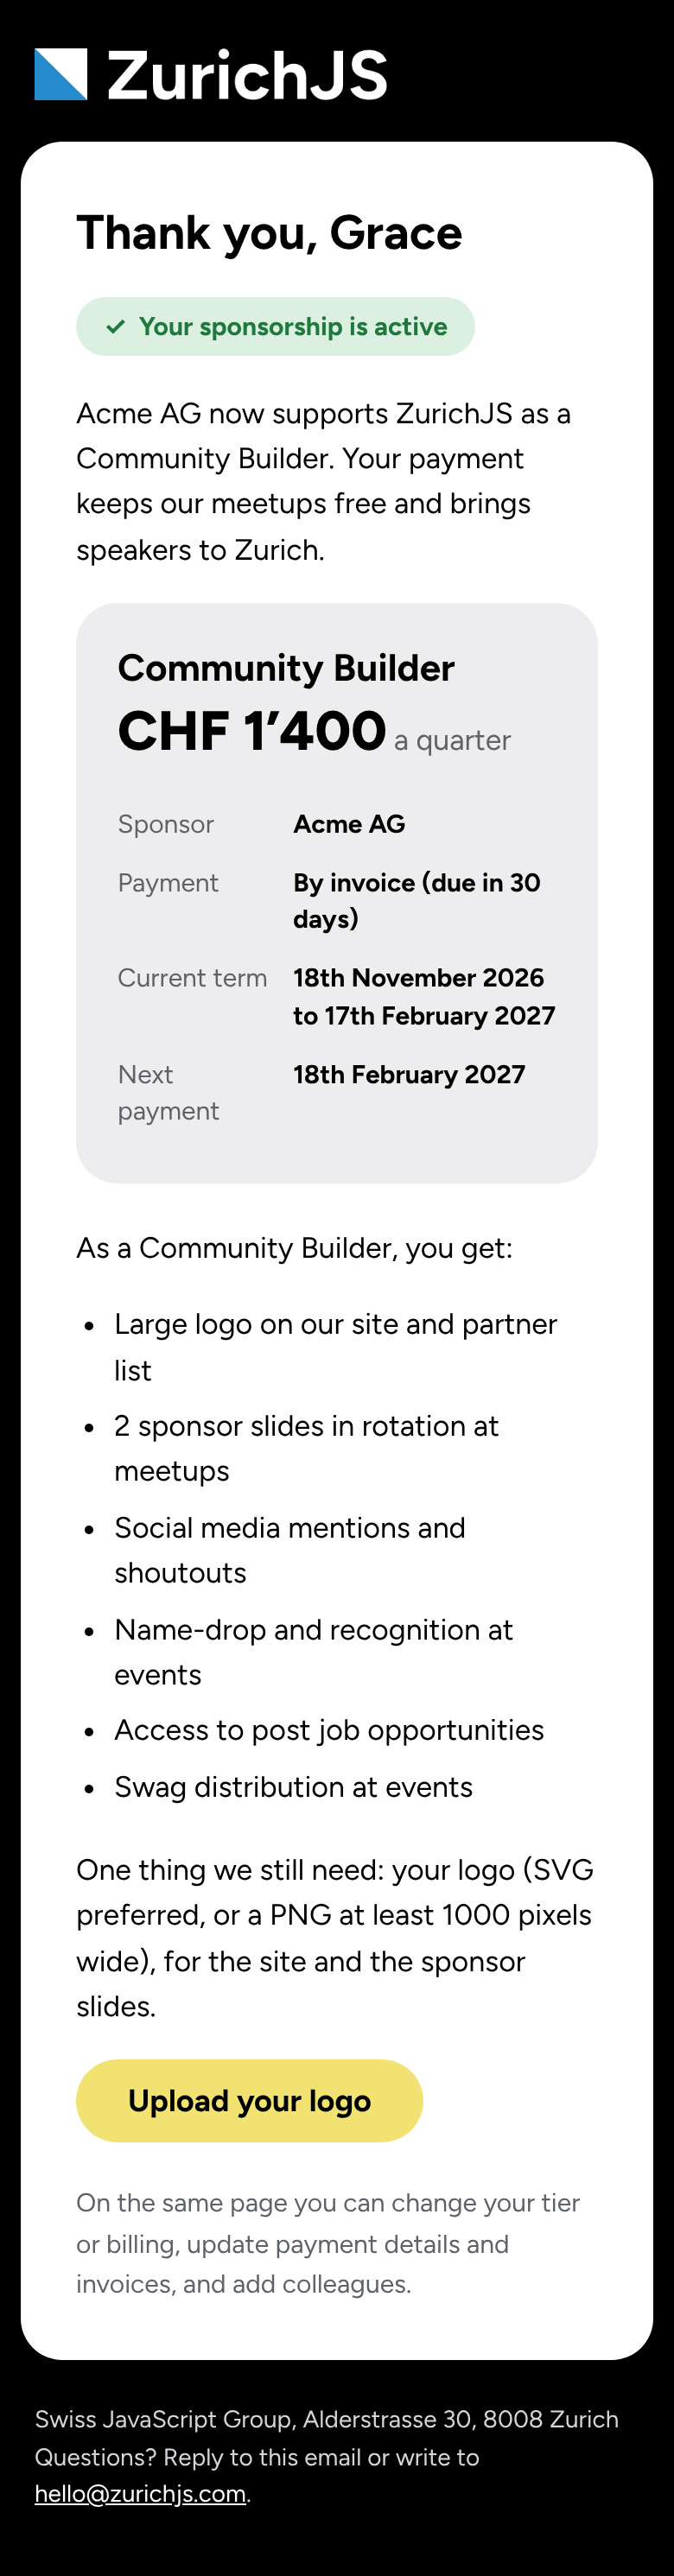 ZurichJS
Thank you, Grace
✓ Your sponsorship is active
Acme AG now supports ZurichJS as a
Community Builder. Your payment
keeps our meetups free and brings
speakers to Zurich.
Community Builder
CHF 1’400 a quarter
Sponsor Acme AG
Payment By invoice (due in 30
days)
Current term 18th November 2026
to 17th February 2027
Next 18th February 2027
payment
As a Community Builder, you get:
• Large logo on our site and partner
list
• 2 sponsor slides in rotation at
meetups
• Social media mentions and
shoutouts
• Name-drop and recognition at
events
• Access to post job opportunities
• Swag distribution at events
One thing we still need: your logo (SVG
preferred, or a PNG at least 1000 pixels
wide), for the site and the sponsor
slides.
Upload your logo
On the same page you can change your tier
or billing, update payment details and
invoices, and add colleagues.
Swiss JavaScript Group, Alderstrasse 30, 8008 Zurich
Questions? Reply to this email or write to
hello@zurichjs.com.